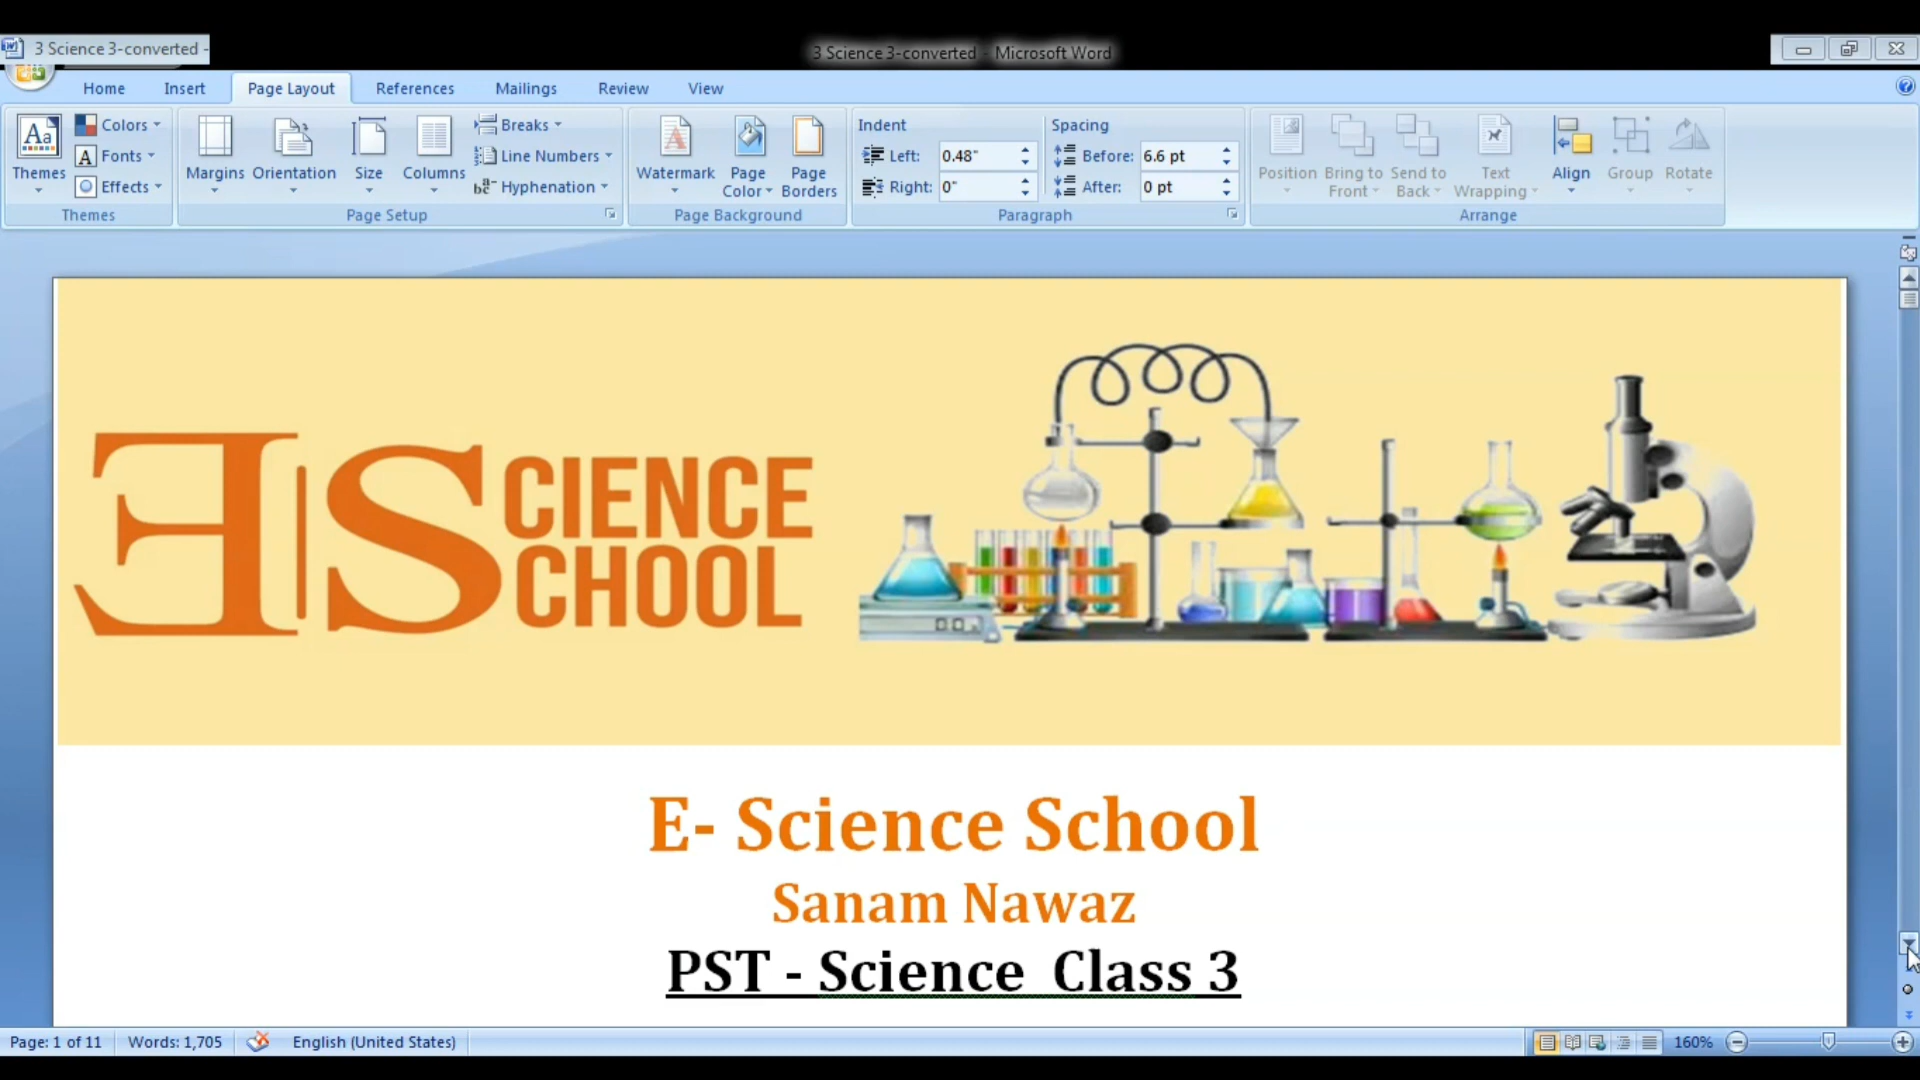 3 Science 3-converted -
3 Science 3-converted - Microsoft Word
Home Insert Page Layout References Mailings Review View
Aa Themes
Colors
A Fonts
Effects
Themes
Margins Orientation Size Columns
Breaks
Line Numbers
Hyphenation
Page Setup
Watermark Page Color Page Borders
Page Background
Indent
Left: 0.48"
Right: 0"
Spacing
Before: 6.6 pt
After: 0 pt
Paragraph
Position Bring to Front Send to Back Text Wrapping Align Group Rotate
Arrange
E SCIENCE
SCHOOL
E- Science School
Sanam Nawaz
PST - Science Class 3
Page: 1 of 11 Words: 1,705 English (United States) 160%